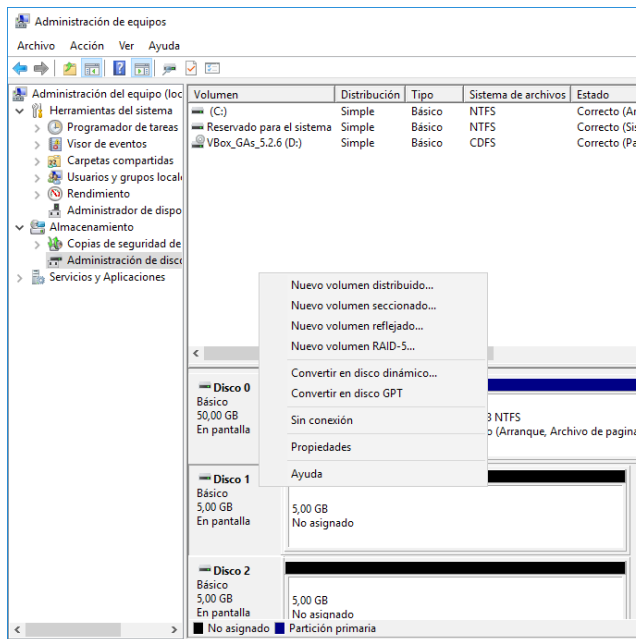 Administración de equipos
Archivo Acción Ver Ayuda
Administración del equipo (loc
Herramientas del sistema
Programador de tareas
Visor de eventos
Carpetas compartidas
Usuarios y grupos locale
Rendimiento
Administrador de dispo
Almacenamiento
Copias de seguridad de
Administración de disco
Servicios y Aplicaciones
Volumen Distribución Tipo Sistema de archivos Estado
(C:) Simple Básico NTFS Correcto (Ar
Reservado para el sistema Simple Básico NTFS Correcto (Sis
VBox_GAs_5.2.6 (D:) Simple Básico CDFS Correcto (Pa
Nuevo volumen distribuido...
Nuevo volumen seccionado...
Nuevo volumen reflejado...
Nuevo volumen RAID-5...
Convertir en disco dinámico...
Convertir en disco GPT
Sin conexión
Propiedades
Ayuda
Disco 0
Básico
50,00 GB
En pantalla
NTFS
(Arranque, Archivo de pagina
Disco 1
Básico
5,00 GB
En pantalla
5,00 GB
No asignado
Disco 2
Básico
5,00 GB
En pantalla
5,00 GB
No asignado
No asignado Partición primaria